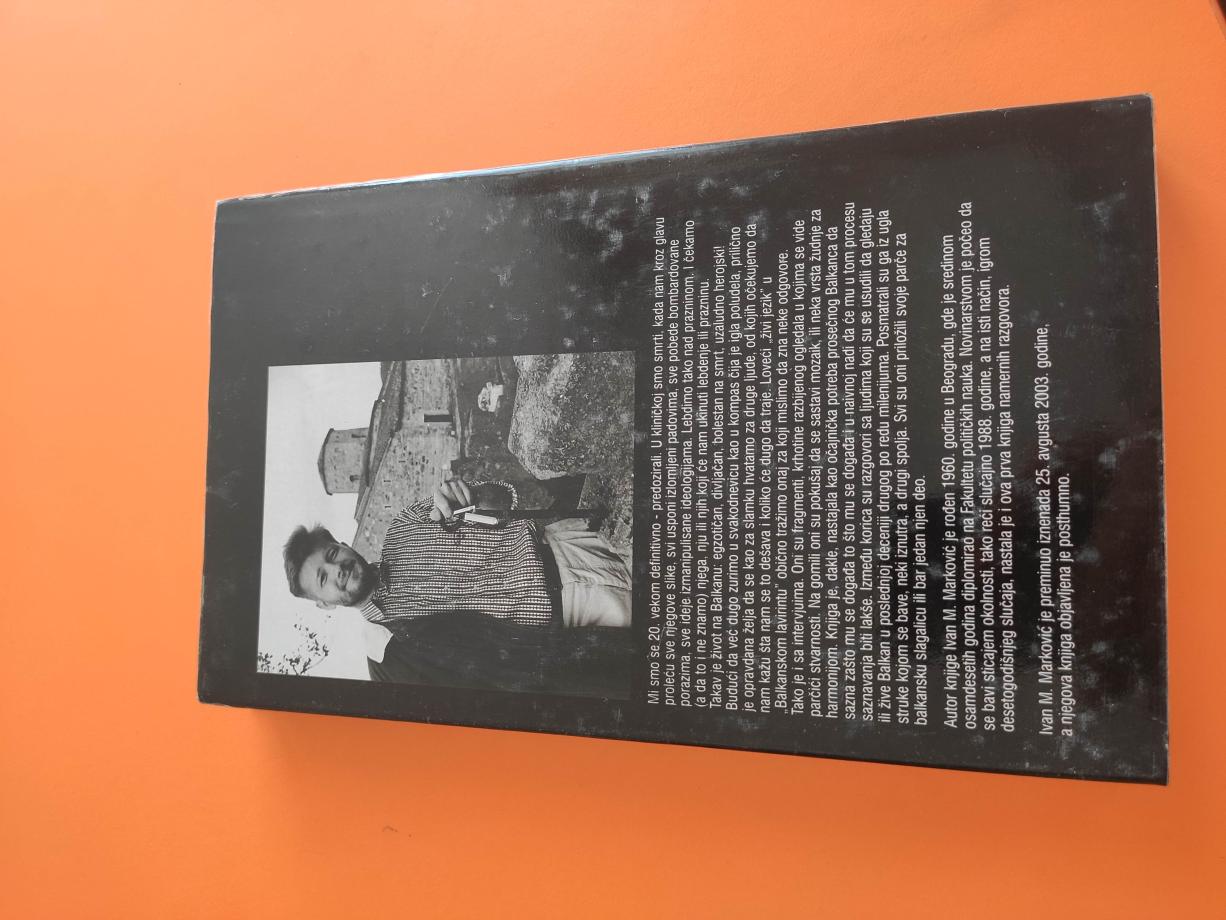 Mi smo se 20. vekom definitivno - predozirali. U kliničkoj smo smrti, kada nam kroz glavu
proleću sve njegove slike, svi usponi izlomljeni padovima, sve pobede bombardovane
porazima, sve ideje izmanipulisane ideologijama. Lebdimo tako nad prazninom. I čekamo
(a da to i ne znamo) njega, nju ili njih koji će nam ukinuti lebdenje ili prazninu.
Takav je život na Balkanu: egzotičan, divljačan, bolestan na smrt, uzaludno herojski!
Budući da već dugo zurimo u svakodnevicu kao u kompas čija je igla poludela, prilično
je opravdana želja da se kao za slamku hvatamo za druge ljude, od kojih očekujemo da
nam kažu šta nam se to dešava i koliko će dugo da traje. Loveći „živi jezik” u
„Balkanskom lavirintu” obično tražimo onaj za koji mislimo da zna neke odgovore.
Tako je i sa intervjuima. Oni su fragmenti, krhotine razbijenog ogledala u kojima se vide
parčići stvarnosti. Na gomili oni su pokušaj da se sastavi mozaik, ili neka vrsta žudnje za
harmonijom. Knjiga je, dakle, nastajala kao očajnička potreba prosečnog Balkanca da
sazna zašto mu se događa to što mu se događa i u naivnoj nadi da će mu u tom procesu
saznavanja biti lakše. Između korica su razgovori sa ljudima koji su se usudili da gledaju
ili žive Balkan u poslednjoj deceniji drugog po redu milenijuma. Posmatrali su ga iz ugla
struke kojom se bave, neki iznutra, a drugi spolja. Svi su oni priložili svoje parče za
balkansku slagalicu ili bar jedan njen deo.
Autor knjige Ivan M. Marković je rođen 1960. godine u Beogradu, gde je sredinom
osamdesetih godina diplomirao na Fakultetu političkih nauka. Novinarstvom je počeo da
se bavi sticajem okolnosti, tako reći slučajno 1988. godine, a na isti način, igrom
desetogodišnjeg slučaja, nastala je i ova prva knjiga namernih razgovora.
Ivan M. Marković je preminuo iznenada 25. avgusta 2003. godine,
a njegova knjiga objavljena je posthumno.